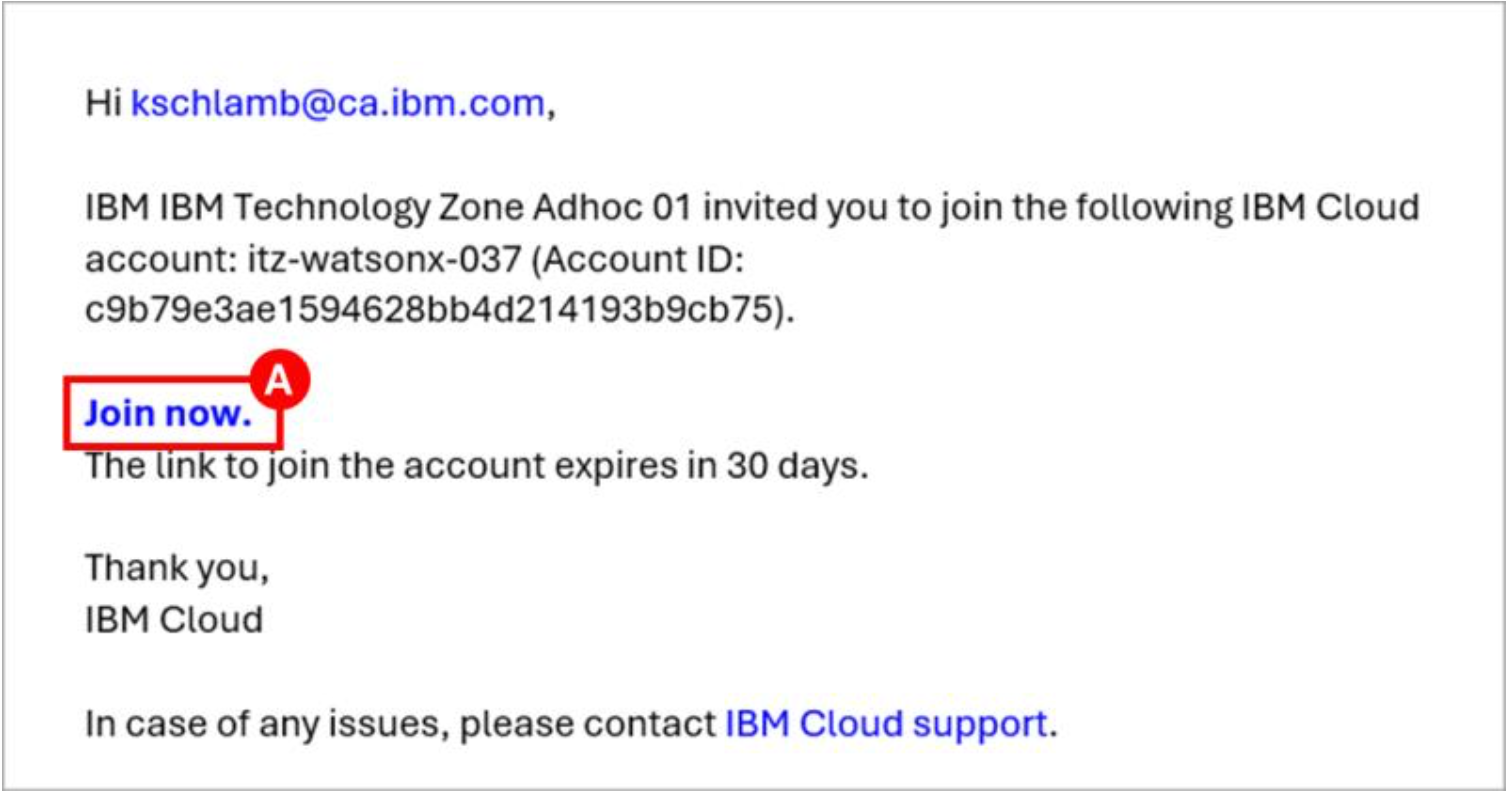 Hi kschlamb@ca.ibm.com,
IBM IBM Technology Zone Adhoc 01 invited you to join the following IBM Cloud
account: itz-watsonx-037 (Account ID:
c9b79e3ae1594628bb4d214193b9cb75).
A
Join now.
The link to join the account expires in 30 days.
Thank you,
IBM Cloud
In case of any issues, please contact IBM Cloud support.